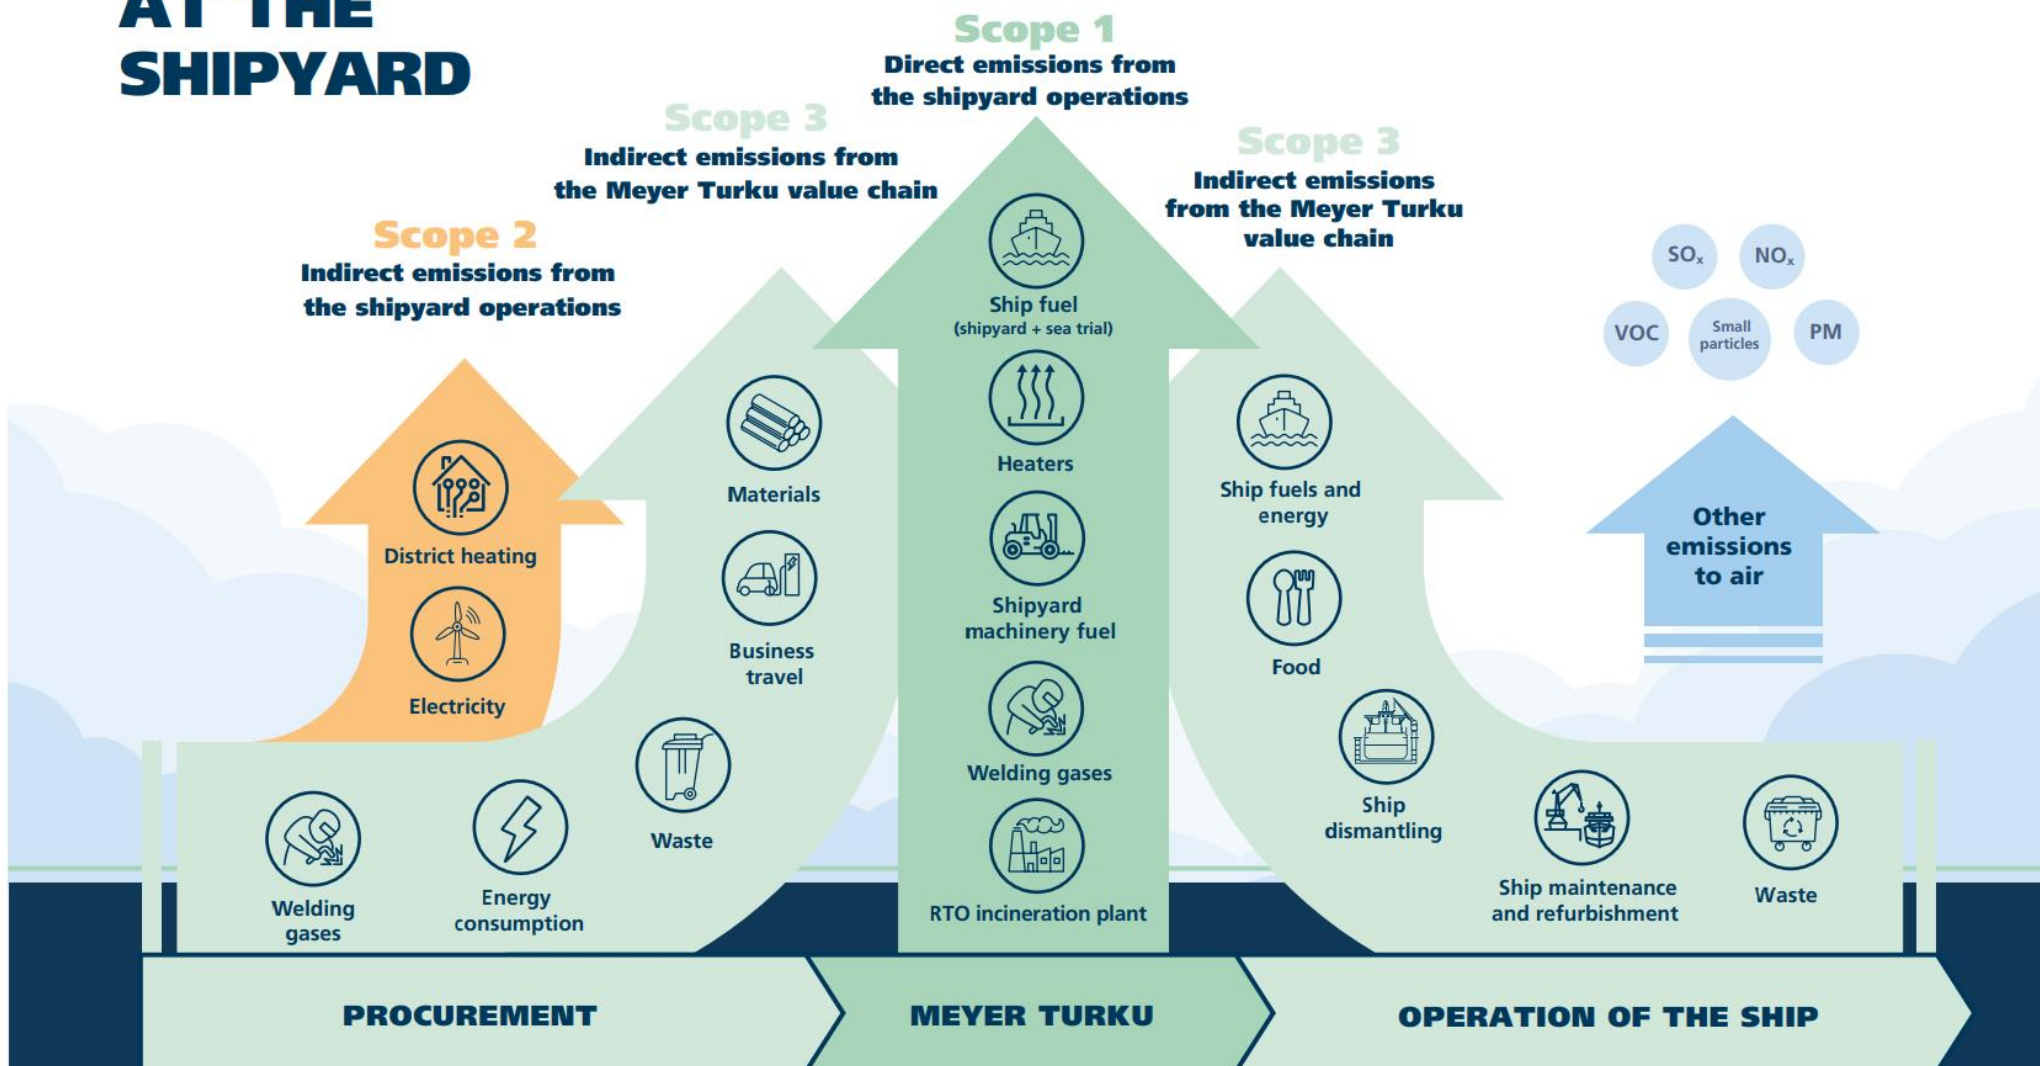 AT THE
SHIPYARD
Scope 2
Indirect emissions from
the shipyard operations
District heating
Electricity
Scope 3
Indirect emissions from
the Meyer Turku value chain
Materials
Business
travel
Waste
Energy
consumption
Welding
gases
Scope 1
Direct emissions from
the shipyard operations
Ship fuel
(shipyard + sea trial)
Heaters
Shipyard
machinery fuel
Welding gases
RTO incineration plant
Scope 3
Indirect emissions
from the Meyer Turku
value chain
Ship fuels and
energy
Food
Ship
dismantling
Ship maintenance
and refurbishment
Waste
SOx
NOx
VOC
Small
particles
PM
Other
emissions
to air
PROCUREMENT
MEYER TURKU
OPERATION OF THE SHIP